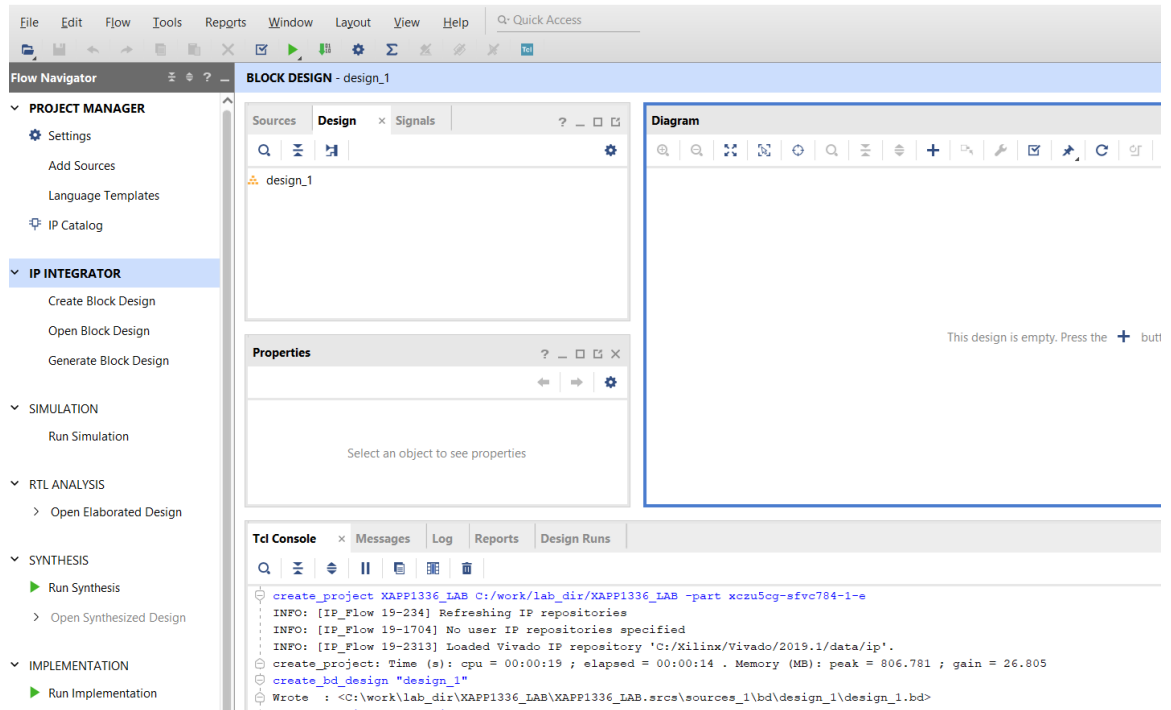 File Edit Flow Tools Reports Window Layout View Help Q- Quick Access
Tcl
Flow Navigator ?
PROJECT MANAGER
Settings
Add Sources
Language Templates
IP Catalog
IP INTEGRATOR
Create Block Design
Open Block Design
Generate Block Design
SIMULATION
Run Simulation
RTL ANALYSIS
Open Elaborated Design
SYNTHESIS
Run Synthesis
Open Synthesized Design
IMPLEMENTATION
Run Implementation
BLOCK DESIGN - design_1
Sources Design × Signals ?
design_1
Properties ?
Select an object to see properties
Diagram
This design is empty. Press the + butt
Tcl Console × Messages Log Reports Design Runs
create_project XAPP1336_LAB C:/work/lab_dir/XAPP1336_LAB -part xczu5cg-sfvc784-1-e
INFO: [IP_Flow 19-234] Refreshing IP repositories
INFO: [IP_Flow 19-1704] No user IP repositories specified
INFO: [IP_Flow 19-2313] Loaded Vivado IP repository 'C:/Xilinx/Vivado/2019.1/data/ip'.
create_project: Time (s): cpu = 00:00:19 ; elapsed = 00:00:14 . Memory (MB): peak = 806.781 ; gain = 26.805
create_bd_design "design_1"
Wrote : <C:\work\lab_dir\XAPP1336_LAB\XAPP1336_LAB.srcs\sources_1\bd\design_1\design_1.bd>